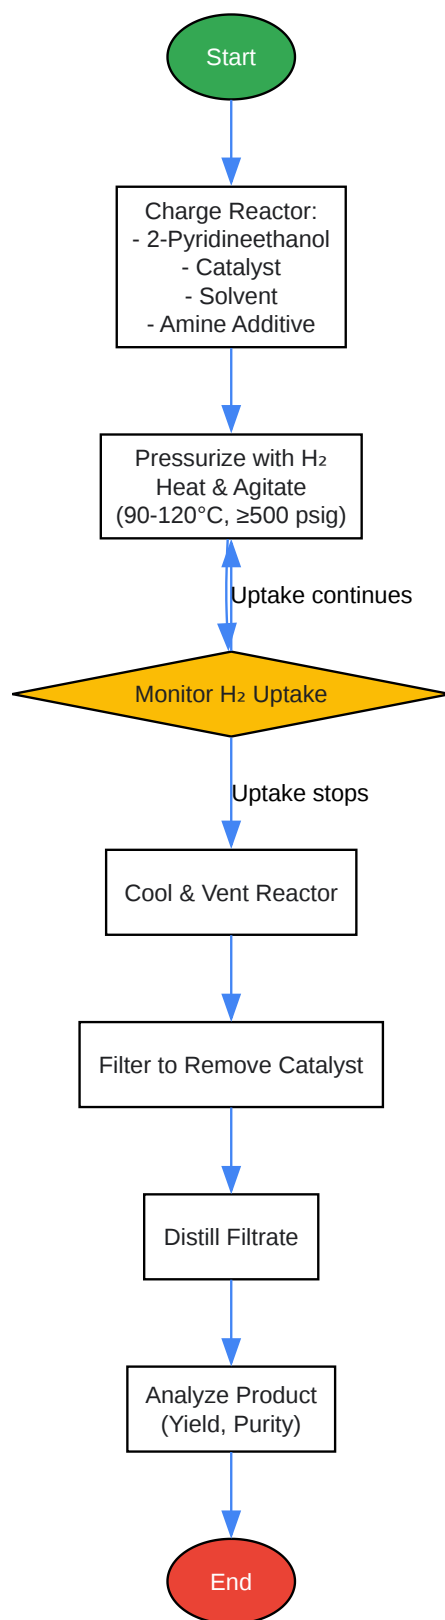 Start
Charge Reactor:
- 2-Pyridineethanol
- Catalyst
- Solvent
- Amine Additive
Pressurize with H₂
Heat & Agitate
(90-120°C, ≥500 psig)
Uptake continues
Monitor H₂ Uptake
Uptake stops
Cool & Vent Reactor
Filter to Remove Catalyst
Distill Filtrate
Analyze Product
(Yield, Purity)
End